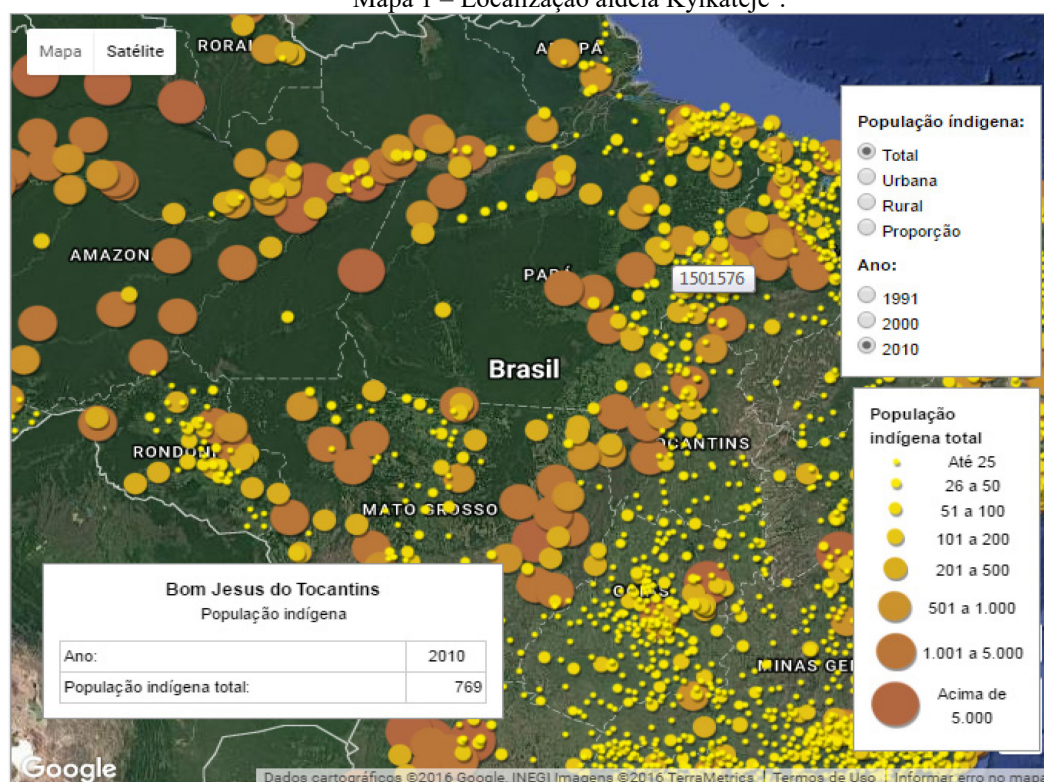 Mapa 1 – Localização aldeia Kyikatêjê .
Mapa Satélite
RORAI
AMAPÁ
População índigena:
Total
Urbana
Rural
Proporção
Ano:
1991
2000
2010
AMAZON
PARÁ
1501576
Brasil
População
indígena total
Até 25
26 a 50
51 a 100
101 a 200
201 a 500
501 a 1.000
1.001 a 5.000
Acima de
5.000
RONDÔNI
TOCANTINS
MATO GROSSO
GOIÁS
MINAS GE
Bom Jesus do Tocantins
População indígena
Ano: 2010
População indígena total: 769
Google
Dados cartográficos ©2016 Google, INEGI Imagens ©2016 TerraMetrics Termos de Uso Informar erro no mapa